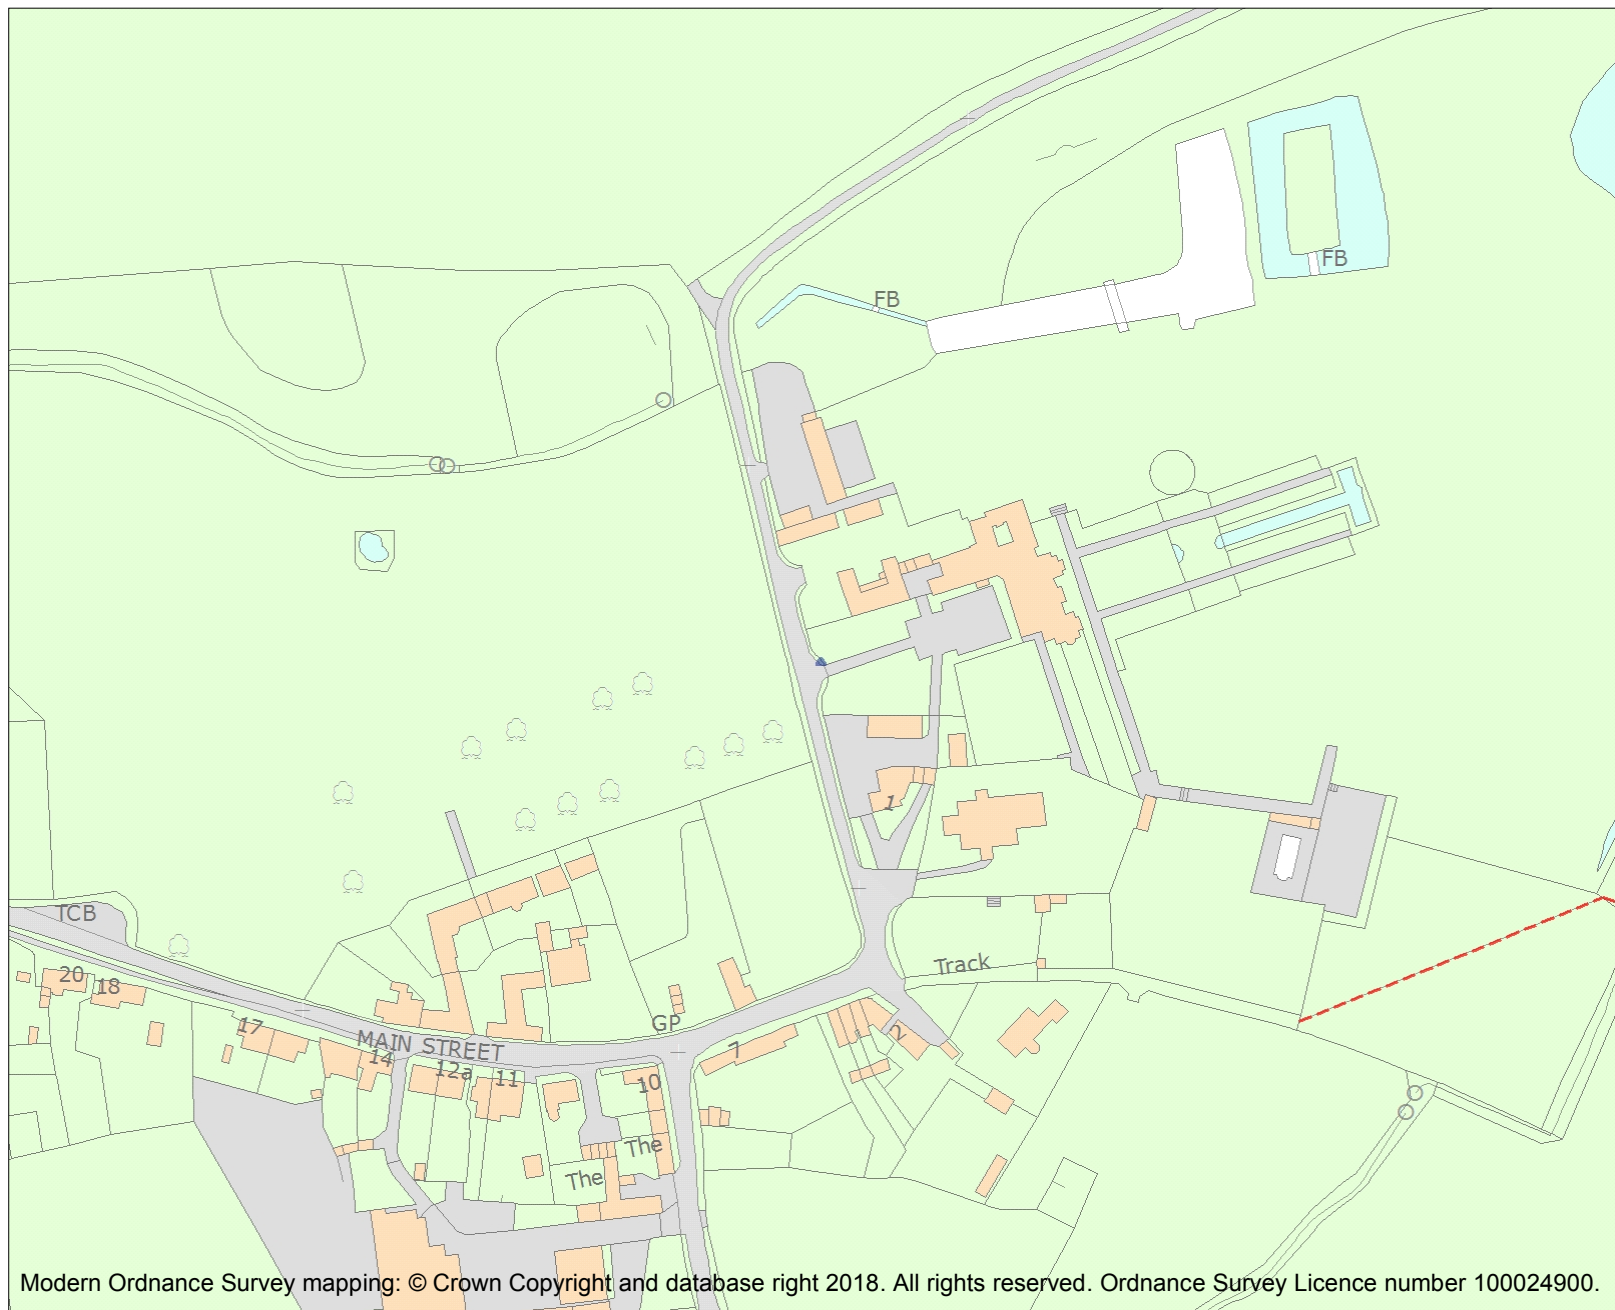 FB
FB
1
TCB
Track
20
18
17
GP
2
MAIN STREET
7
14
12a
11
10
The
The
Modern Ordnance Survey mapping: © Crown Copyright and database right 2018. All rights reserved. Ordnance Survey Licence number 100024900.